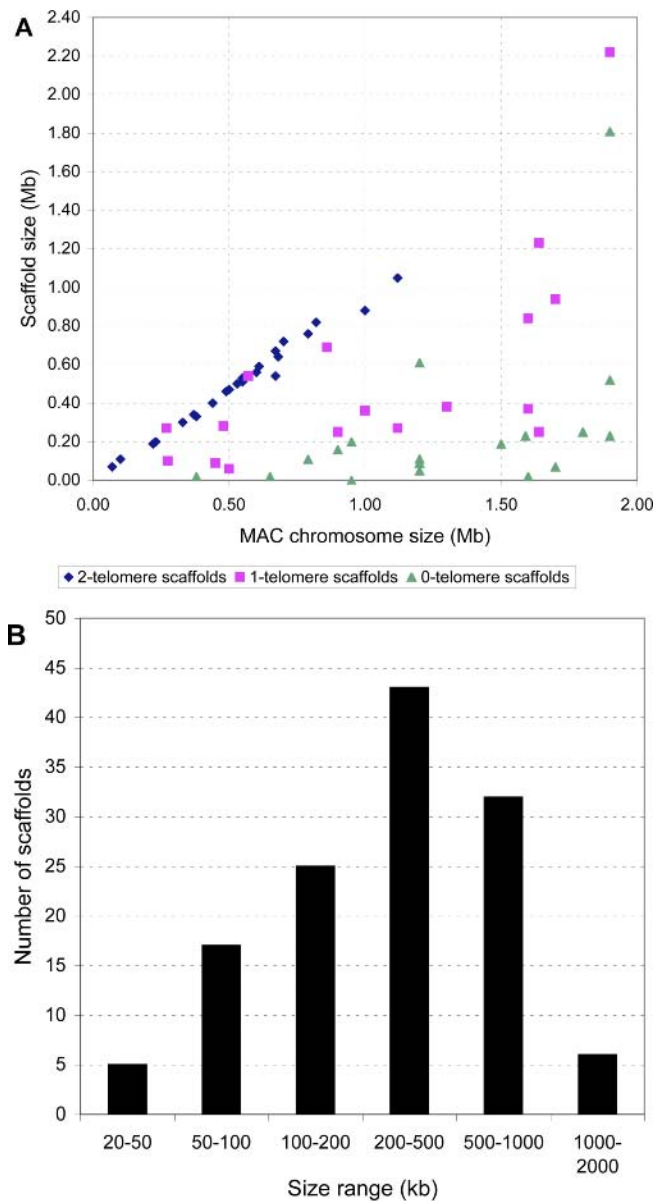 A
2.40
2.20
2.00
1.80
1.60
1.40
1.20
1.00
0.80
0.60
0.40
0.20
0.00
Scaffold size (Mb)
0.00 0.50 1.00 1.50 2.00
MAC chromosome size (Mb)
2-telomere scaffolds 1-telomere scaffolds 0-telomere scaffolds
B
50
45
40
35
30
25
20
15
10
5
0
Number of scaffolds
20-50 50-100 100-200 200-500 500-1000 1000-
2000
Size range (kb)